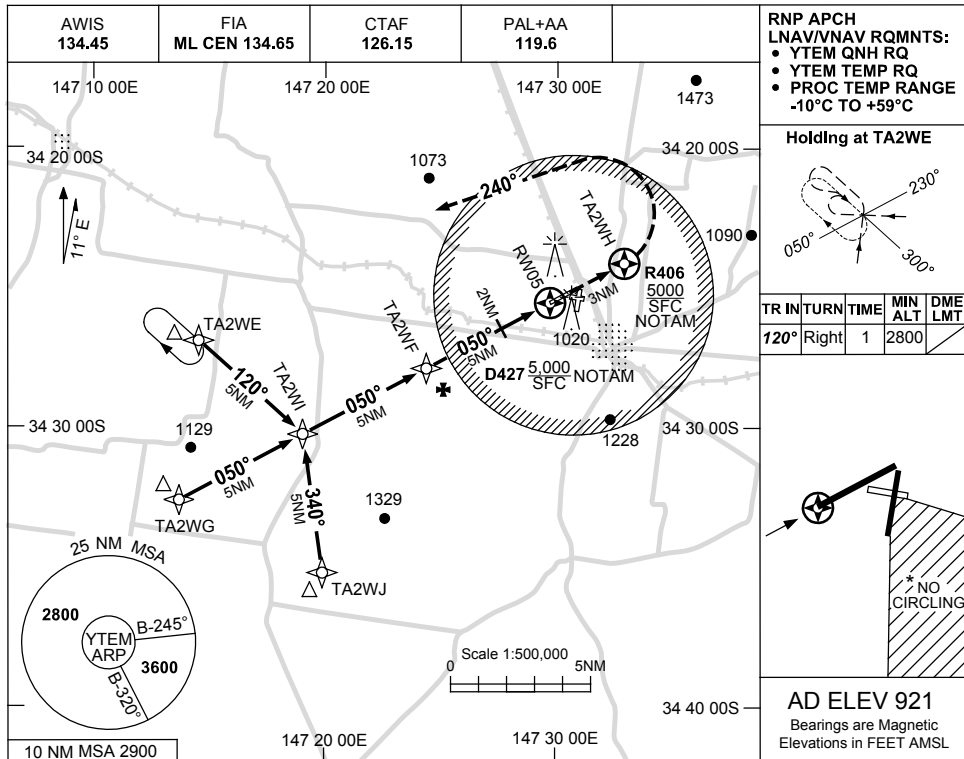 AWIS
134.45
FIA
ML CEN 134.65
CTAF
126.15
PAL+AA
119.6
RNP APCH
LNAV/VNAV RQMNTS:
• YTEM QNH RQ
• YTEM TEMP RQ
• PROC TEMP RANGE
-10°C TO +59°C
147 10 00E
147 20 00E
147 30 00E
1473
34 20 00S
34 20 00S
1073
240°
TA2WH
1090
11° E
RW05
3NM
R406
5000
SFC
NOTAM
2NM
1020
TA2WE
TA2WF
050°
5NM
D427 5,000
SFC
NOTAM
120°
5NM
TA2WI
050°
5NM
34 30 00S
34 30 00S
1129
1228
050°
5NM
TA2WG
340°
5NM
1329
TA2WJ
25 NM MSA
2800
YTEM
ARP
B-245°
3600
B-320°
Scale 1:500,000
0
5NM
34 40 00S
10 NM MSA 2900
147 20 00E
147 30 00E
Holding at TA2WE
230°
050°
300°
TR IN TURN TIME MIN ALT DME LMT
120° Right 1 2800
* NO
CIRCLING
AD ELEV 921
Bearings are Magnetic
Elevations in FEET AMSL